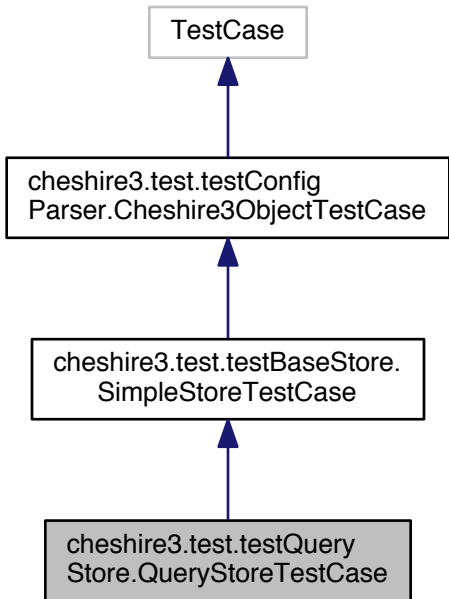 TestCase
cheshire3.test.testConfig
Parser.Cheshire3ObjectTestCase
cheshire3.test.testBaseStore.
SimpleStoreTestCase
cheshire3.test.testQuery
Store.QueryStoreTestCase